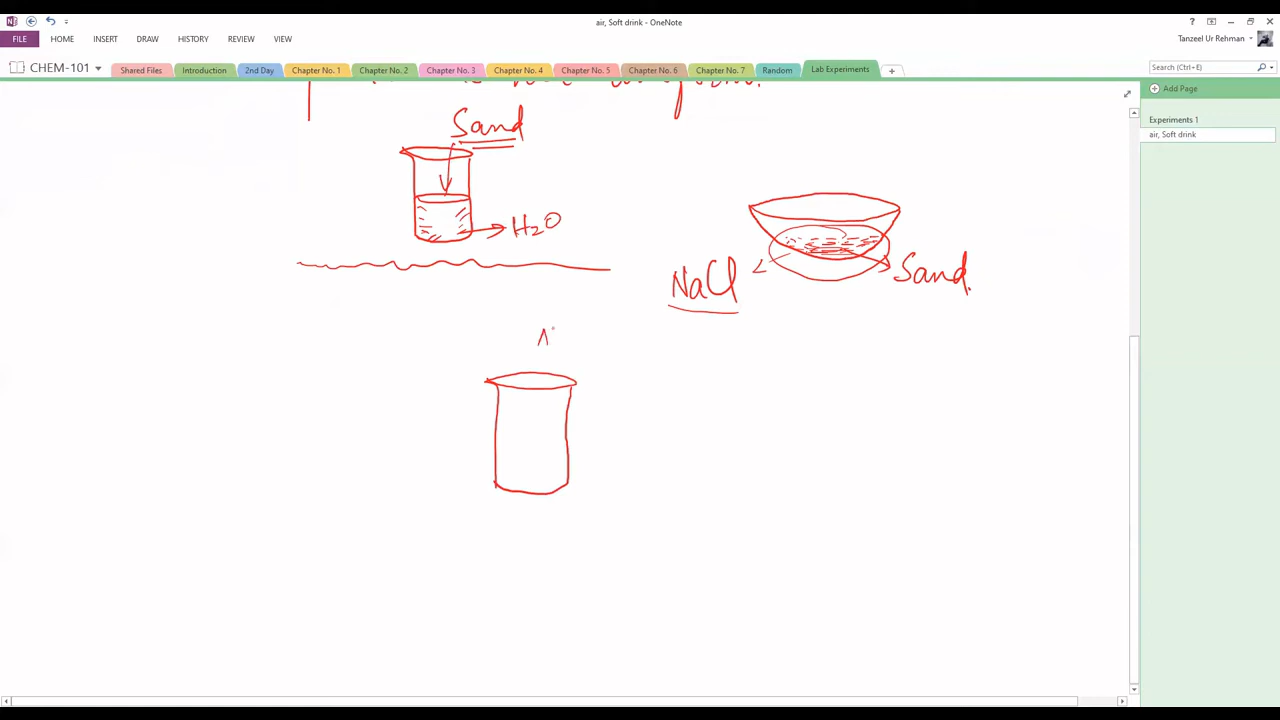 air, Soft drink - OneNote
Tanzeel Ur Rehman
FILE HOME INSERT DRAW HISTORY REVIEW VIEW
CHEM-101
Shared Files Introduction 2nd Day Chapter No. 1 Chapter No. 2 Chapter No. 3 Chapter No. 4 Chapter No. 5 Chapter No. 6 Chapter No. 7 Random Lab Experiments
Search (Ctrl+E)
Add Page
Experiments 1
air, Soft drink
Sand
H2O
NaCl
Sand.